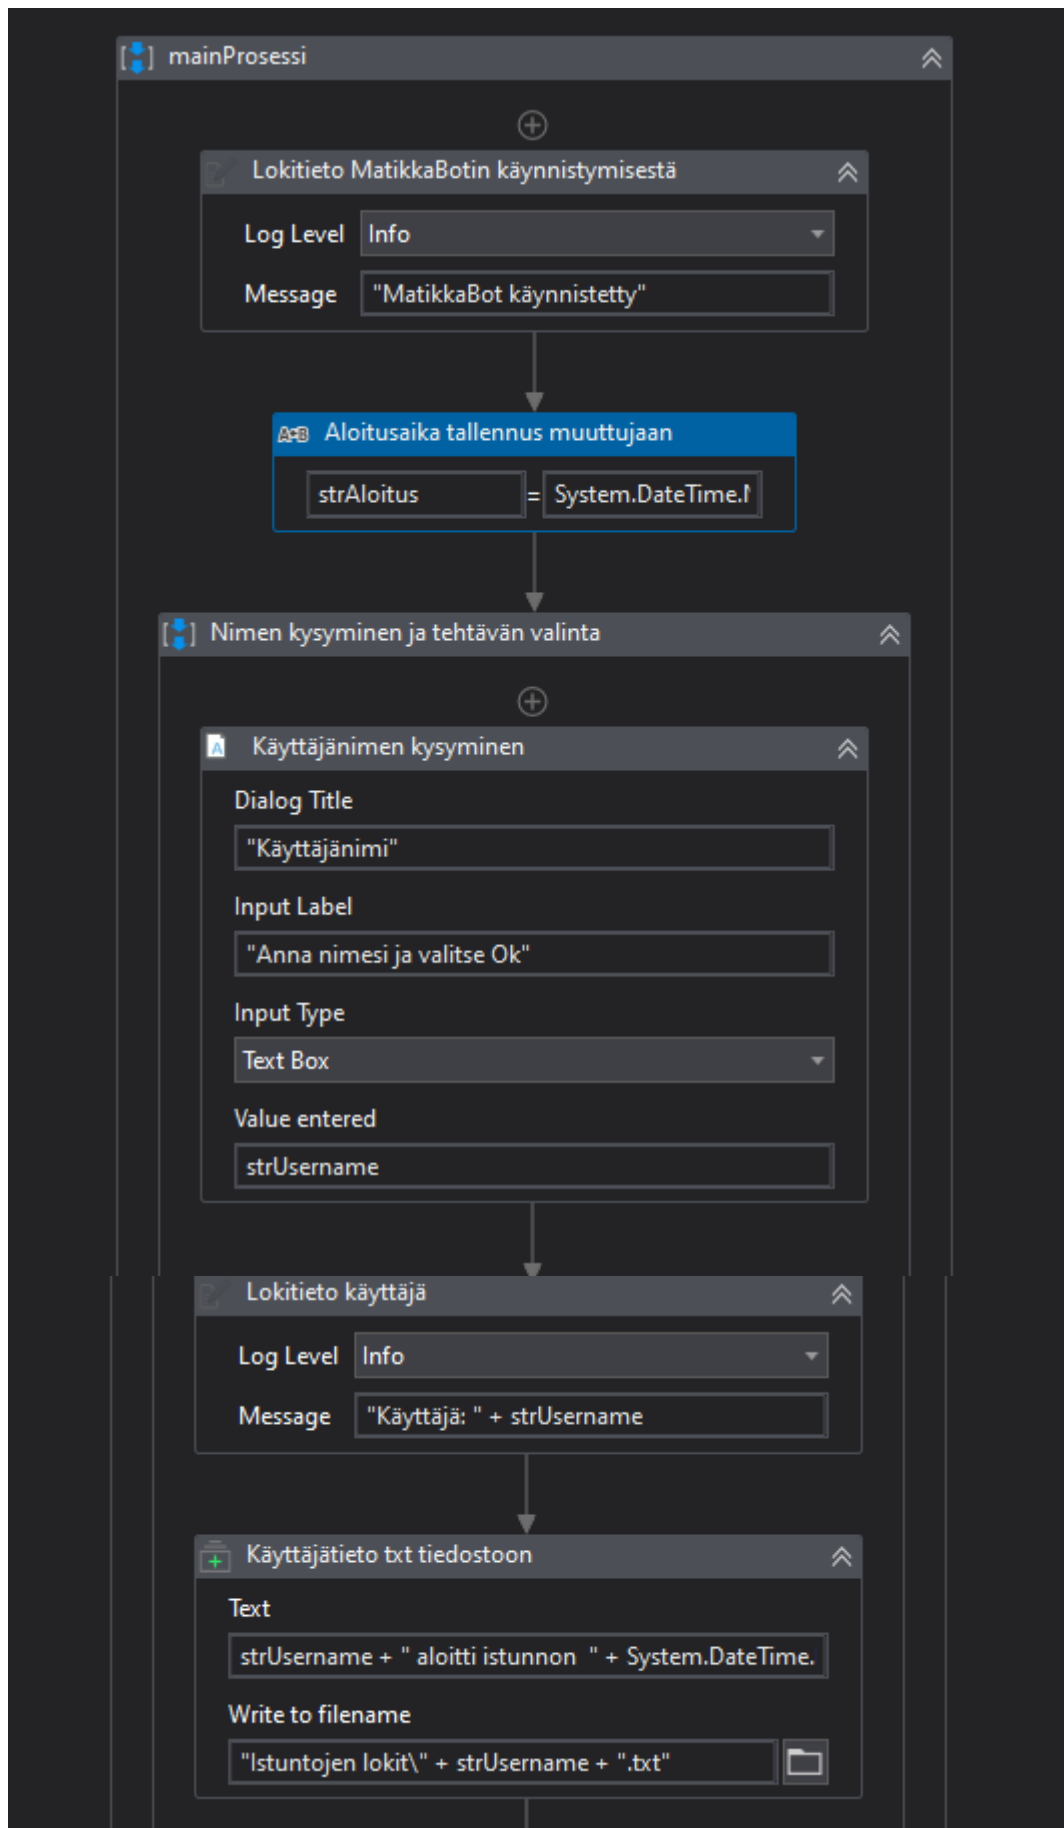 mainProsessi
Lokitieto MatikkaBotin käynnistymisestä
Log Level Info
Message "MatikkaBot käynnistetty"
A=B Aloitusaika tallennus muuttujaan
strAloitus = System.DateTime.N
Nimen kysyminen ja tehtävän valinta
A Käyttäjänimen kysyminen
Dialog Title
"Käyttäjänimi"
Input Label
"Anna nimesi ja valitse Ok"
Input Type
Text Box
Value entered
strUsername
Lokitieto käyttäjä
Log Level Info
Message "Käyttäjä: " + strUsername
Käyttäjätieto txt tiedostoon
Text
strUsername + " aloitti istunnon  " + System.DateTime.
Write to filename
"Istuntojen lokit\" + strUsername + ".txt"